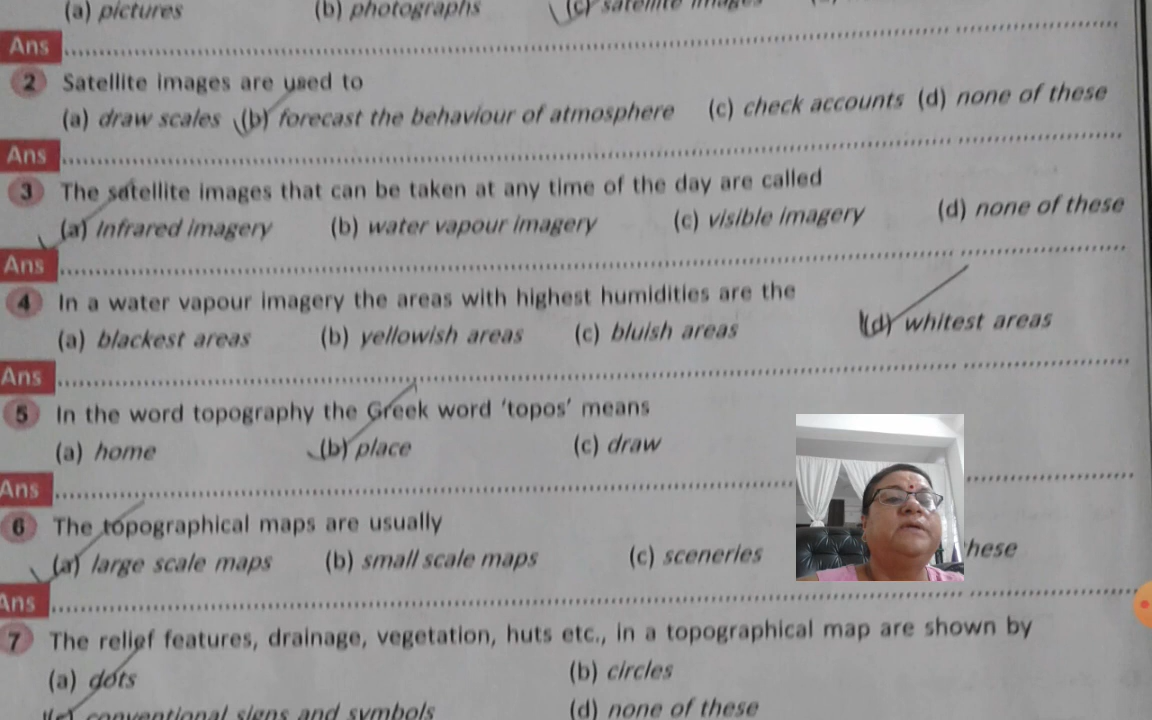 (a) pictures (b) photographs (c) satellite images
Ans
2 Satellite images are used to
(a) draw scales (b) forecast the behaviour of atmosphere (c) check accounts (d) none of these
Ans
3 The satellite images that can be taken at any time of the day are called
(a) Infrared imagery (b) water vapour imagery (c) visible imagery (d) none of these
Ans
4 In a water vapour imagery the areas with highest humidities are the
(a) blackest areas (b) yellowish areas (c) bluish areas (d) whitest areas
Ans
5 In the word topography the Greek word ‘topos’ means
(a) home (b) place (c) draw
Ans
6 The topographical maps are usually
(a) large scale maps (b) small scale maps (c) sceneries these
Ans
7 The relief features, drainage, vegetation, huts etc., in a topographical map are shown by
(a) dots (b) circles
(c) conventional signs and symbols (d) none of these